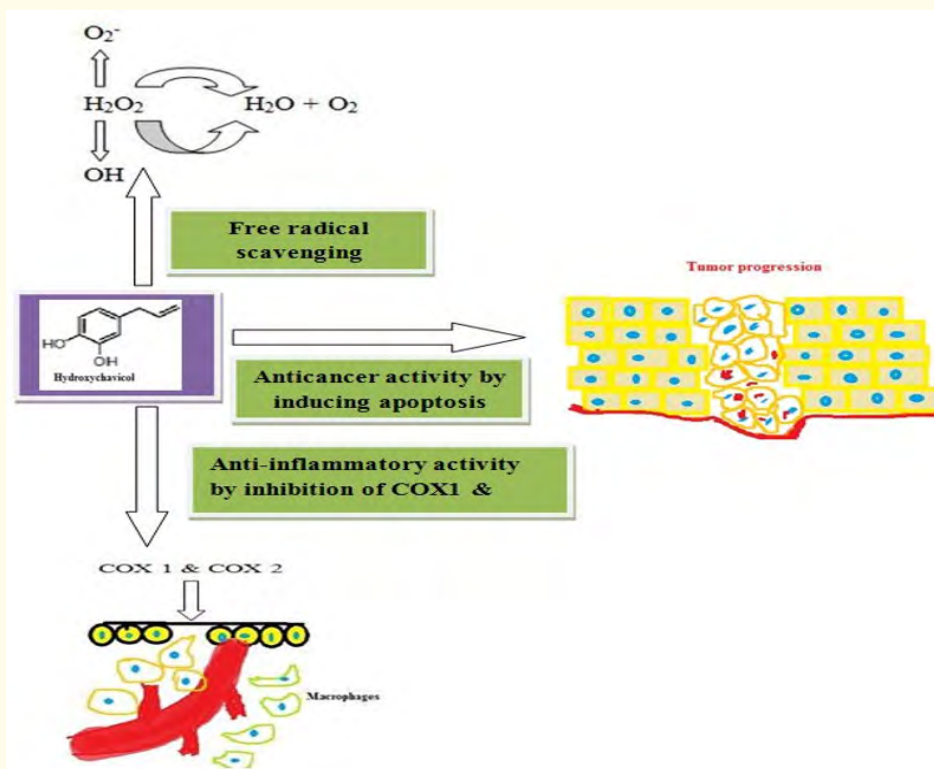 O₂⁻
H₂O₂ H₂O + O₂
OH
Free radical
scavenging
Tumor progression
HO
OH
Hydroxychavicol
Anticancer activity by
inducing apoptosis
Anti-inflammatory activity
by inhibition of COX1 &
COX 1 & COX 2
Macrophages